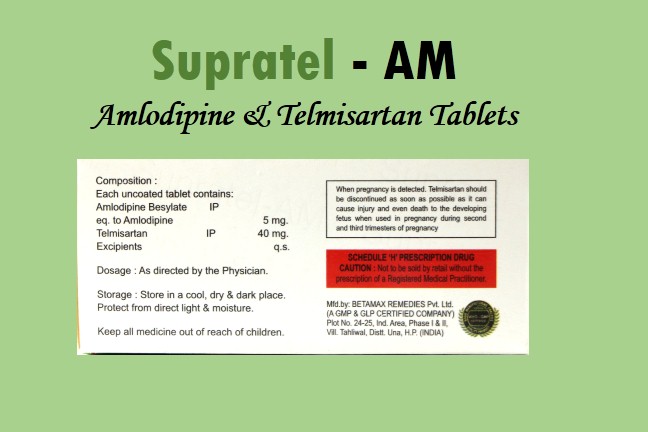 Supratel - AM
Amlodipine & Telmisartan Tablets
Composition :
Each uncoated tablet contains:
Amlodipine Besylate IP
eq. to Amlodipine 5 mg.
Telmisartan IP 40 mg.
Excipients q.s.
Dosage : As directed by the Physician.
Storage : Store in a cool, dry & dark place.
Protect from direct light & moisture.
Keep all medicine out of reach of children.
When pregnancy is detected. Telmisartan should
be discontinued as soon as possible as it can
cause injury and even death to the developing
fetus when used in pregnancy during second
and third trimesters of pregnancy
SCHEDULE 'H' PRESCRIPTION DRUG
CAUTION : Not to be sold by retail without the
prescription of a Registered Medical Practitioner.
Mfd.by: BETAMAX REMEDIES Pvt. Ltd.
(A GMP & GLP CERTIFIED COMPANY)
Plot No. 24-25, Ind. Area, Phase I & II,
Vill. Tahliwal, Distt. Una, H.P. (INDIA)